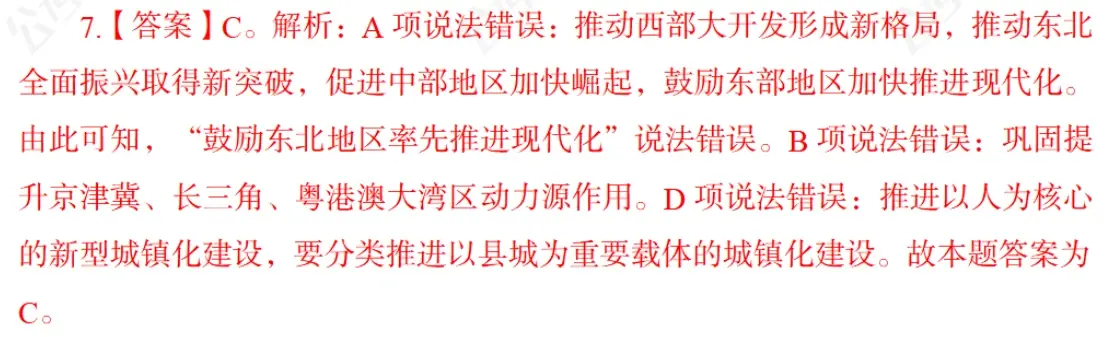 7.【答案】C。解析：A 项说法错误：推动西部大开发形成新格局，推动东北
全面振兴取得新突破，促进中部地区加快崛起，鼓励东部地区加快推进现代化。
由此可知，“鼓励东北地区率先推进现代化”说法错误。B 项说法错误：巩固提
升京津冀、长三角、粤港澳大湾区动力源作用。D 项说法错误：推进以人为核心
的新型城镇化建设，要分类推进以县城为重要载体的城镇化建设。故本题答案为
C。